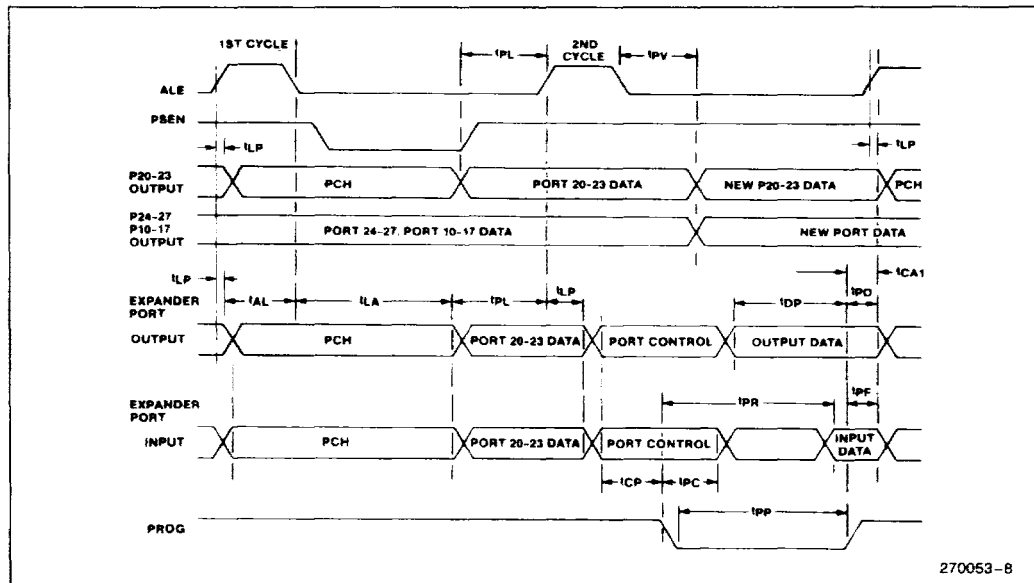 1ST CYCLE
tPL
2ND CYCLE
tPV
ALE
PSEN
tLP
tLP
P20-23 OUTPUT
PCH
PORT 20-23 DATA
NEW P20-23 DATA
PCH
P24-27
P10-17
OUTPUT
PORT 24-27, PORT 10-17 DATA
NEW PORT DATA
tLP
tAL
tLA
tPL
tLP
tDP
tPD
tCA1
EXPANDER
PORT
OUTPUT
PCH
PORT 20-23 DATA
PORT CONTROL
OUTPUT DATA
tPR
tPF
EXPANDER
PORT
INPUT
PCH
PORT 20-23 DATA
PORT CONTROL
INPUT
DATA
tCP
tPC
tPP
PROG
270053-8